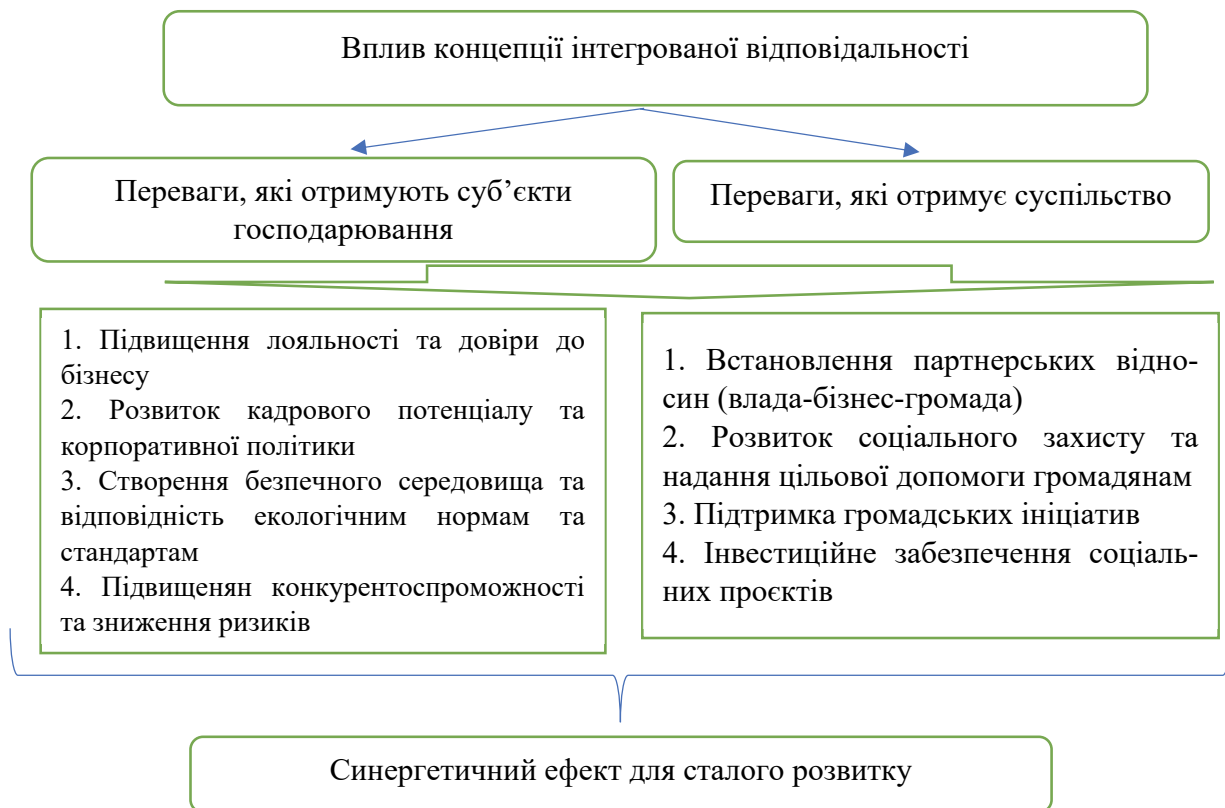 Вплив концепції інтегрованої відповідальності
Переваги, які отримують суб’єкти
господарювання
Переваги, які отримує суспільство
1. Підвищення лояльності та довіри до
бізнесу
2. Розвиток кадрового потенціалу та
корпоративної політики
3. Створення безпечного середовища та
відповідність екологічним нормам та
стандартам
4. Підвищенян конкурентоспроможності
та зниження ризиків
1. Встановлення партнерських відно-
син (влада-бізнес-громада)
2. Розвиток соціального захисту та
надання цільової допомоги громадянам
3. Підтримка громадських ініціатив
4. Інвестиційне забезпечення соціаль-
них проєктів
Синергетичний ефект для сталого розвитку